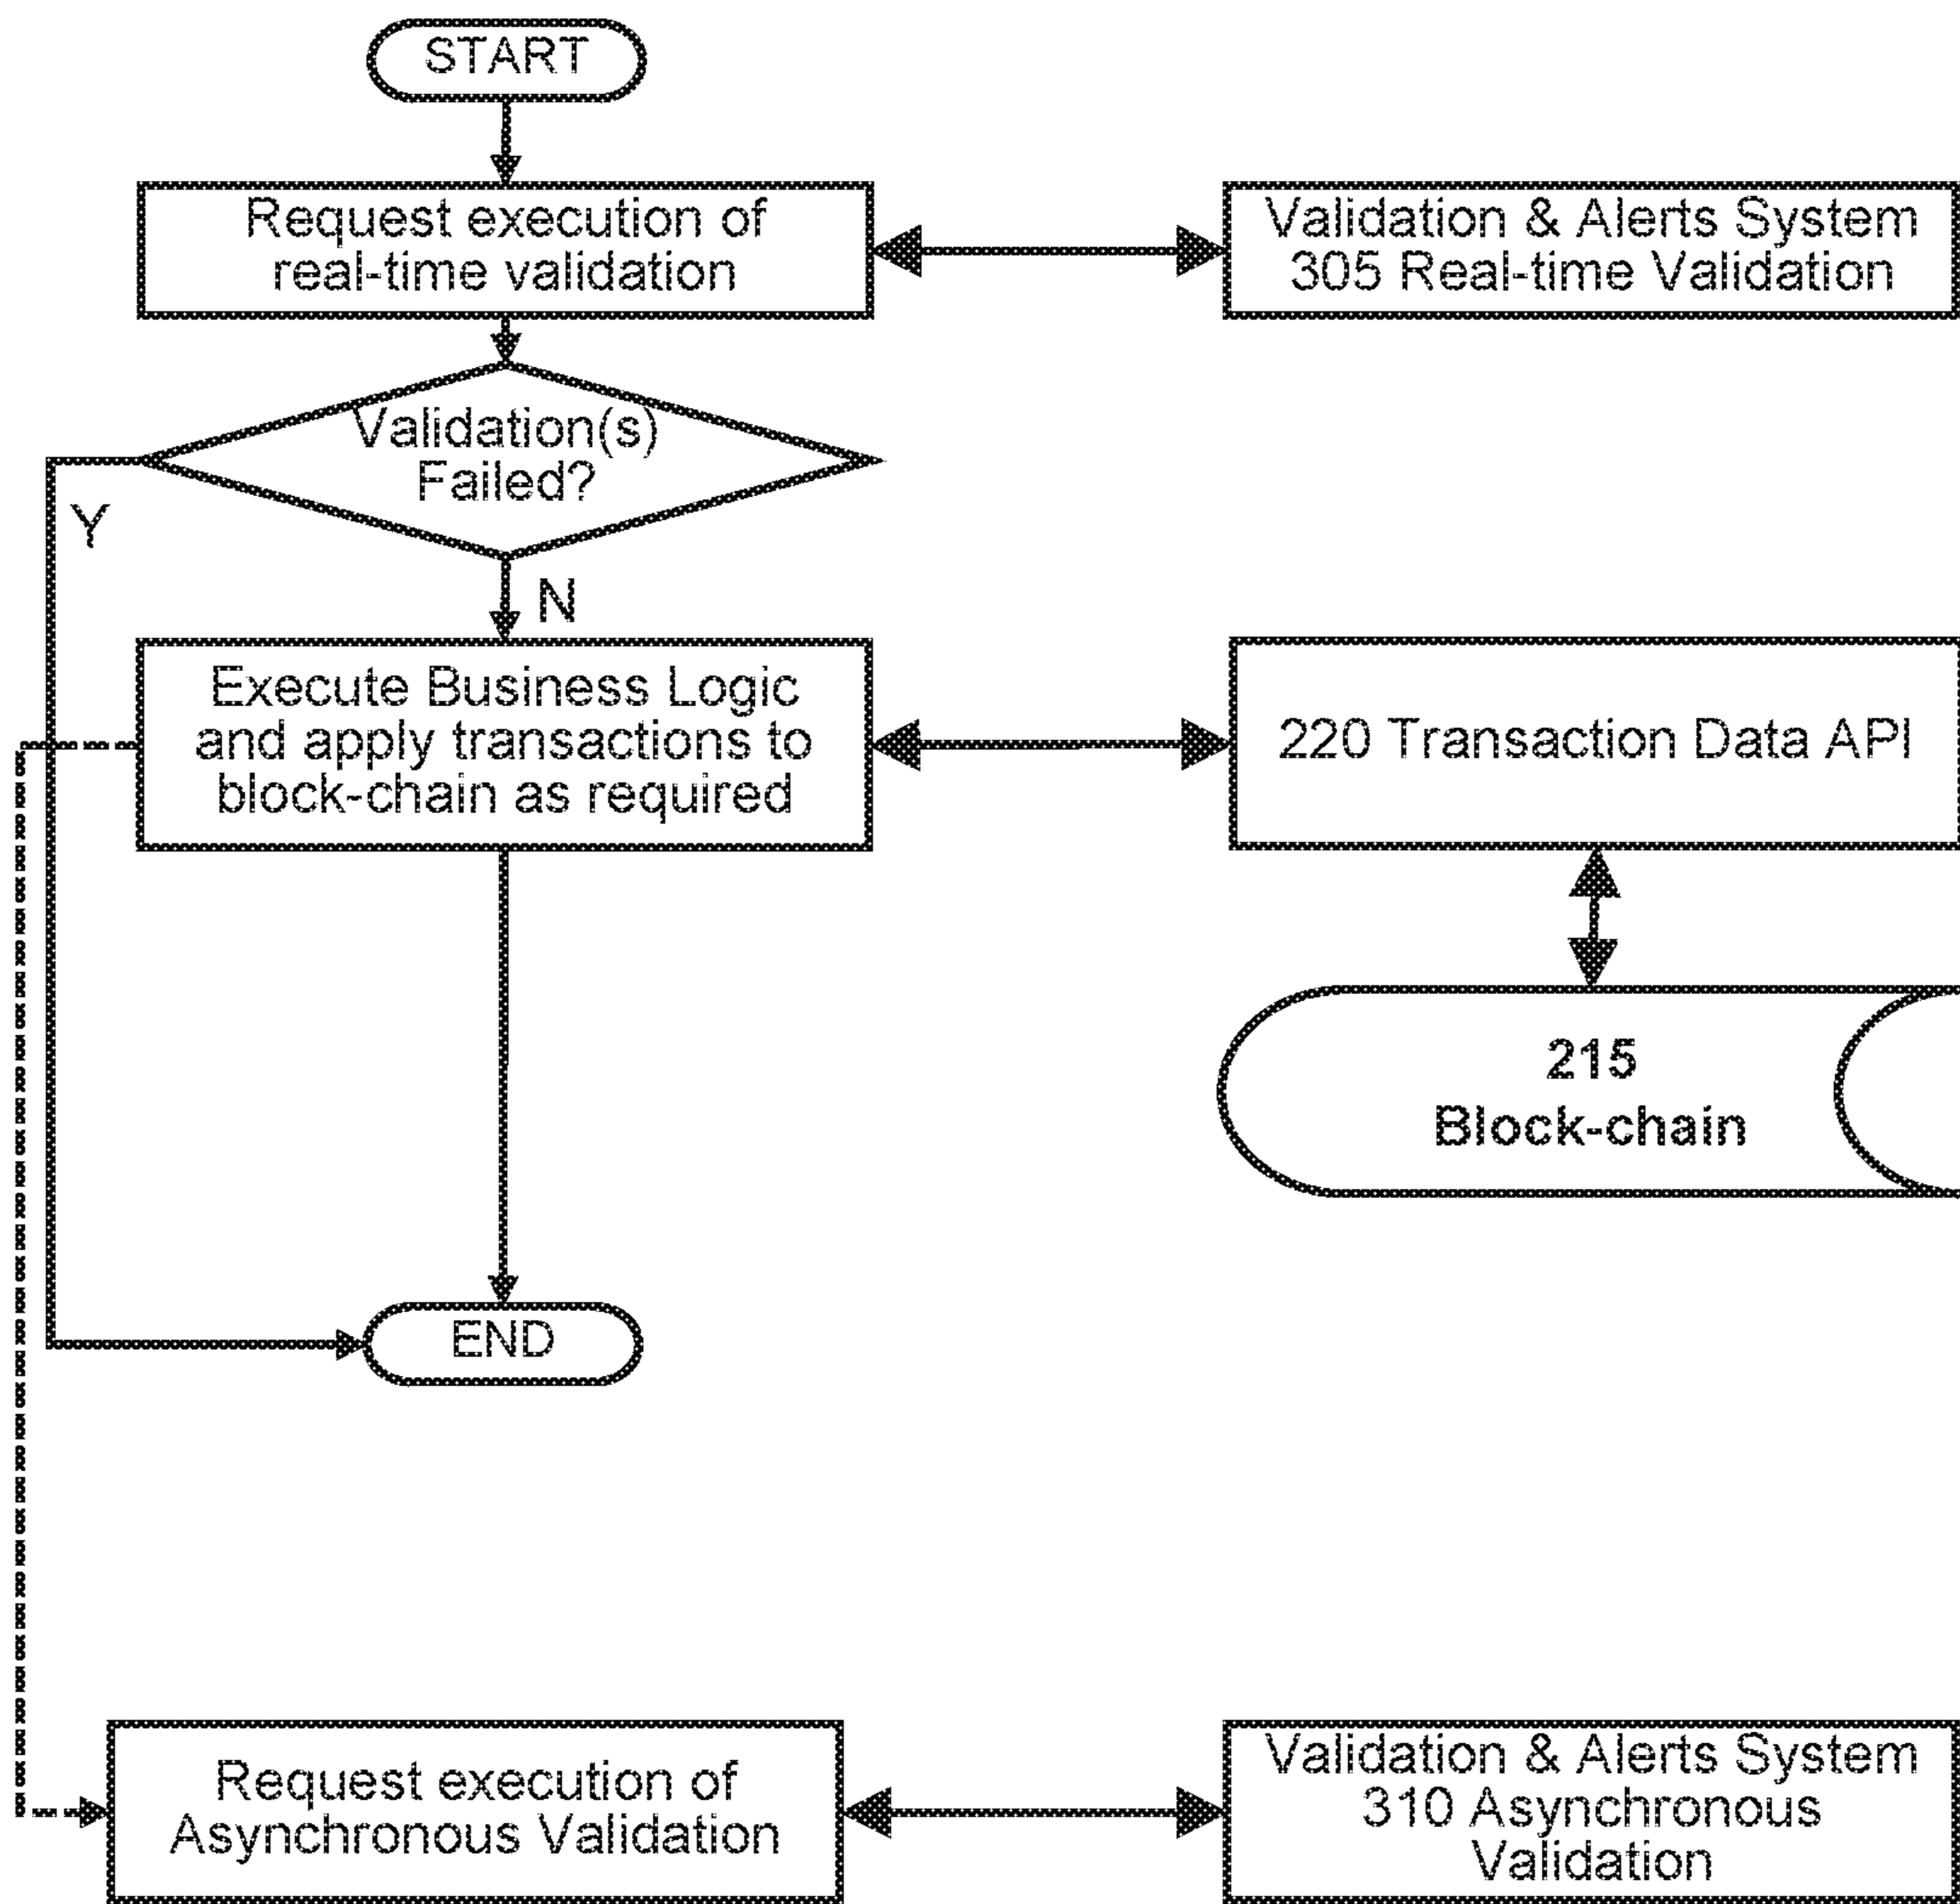 START
Request execution of
real-time validation
Validation & Alerts System
305 Real-time Validation
Validation(s)
Failed?
Y
N
Execute Business Logic
and apply transactions to
block-chain as required
220 Transaction Data API
215
Block-chain
END
Request execution of
Asynchronous Validation
Validation & Alerts System
310 Asynchronous
Validation